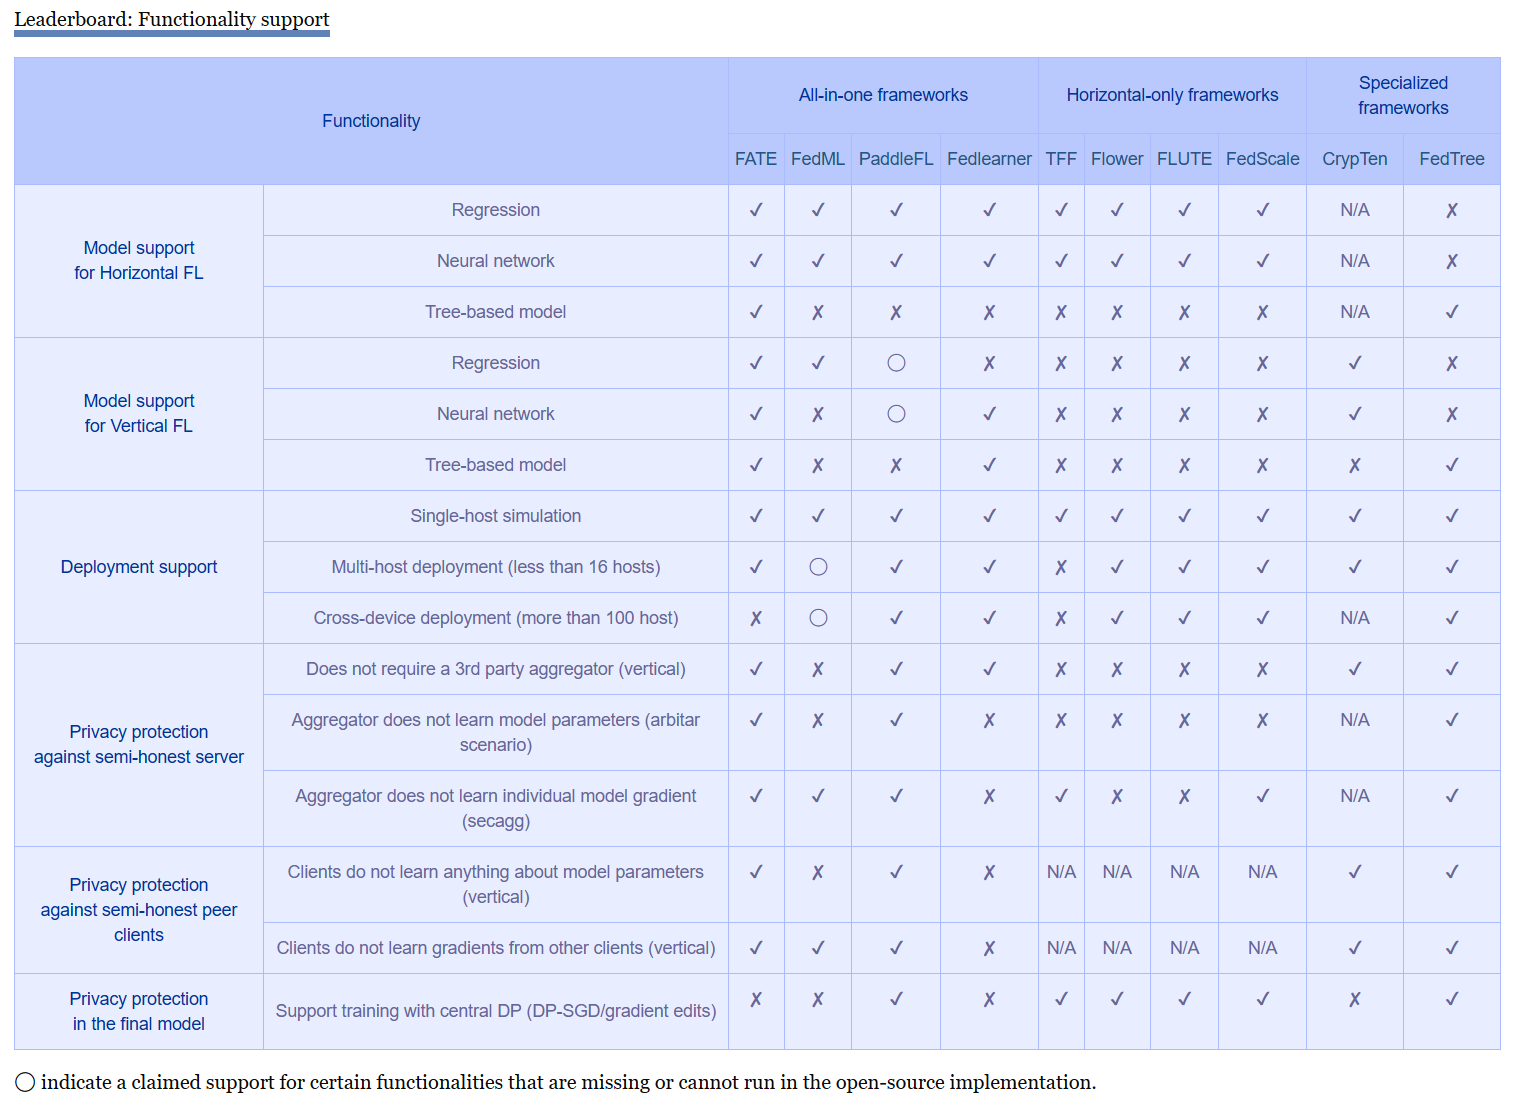 Leaderboard: Functionality support
Functionality All-in-one frameworks Horizontal-only frameworks Specialized
frameworks
FATE FedML PaddleFL Fedlearner TFF Flower FLUTE FedScale CrypTen FedTree
Model support
for Horizontal FL
Regression ✓ ✓ ✓ ✓ ✓ ✓ ✓ ✓ N/A ✗
Neural network ✓ ✓ ✓ ✓ ✓ ✓ ✓ ✓ N/A ✗
Tree-based model ✓ ✗ ✗ ✗ ✗ ✗ ✗ ✗ N/A ✓
Model support
for Vertical FL
Regression ✓ ✓ ◯ ✗ ✗ ✗ ✗ ✗ ✓ ✗
Neural network ✓ ✗ ◯ ✓ ✗ ✗ ✗ ✗ ✓ ✗
Tree-based model ✓ ✗ ✗ ✓ ✗ ✗ ✗ ✗ ✗ ✓
Deployment support
Single-host simulation ✓ ✓ ✓ ✓ ✓ ✓ ✓ ✓ ✓ ✓
Multi-host deployment (less than 16 hosts) ✓ ◯ ✓ ✓ ✗ ✓ ✓ ✓ ✓ ✓
Cross-device deployment (more than 100 host) ✗ ◯ ✓ ✓ ✗ ✓ ✓ ✓ N/A ✓
Privacy protection
against semi-honest server
Does not require a 3rd party aggregator (vertical) ✓ ✗ ✓ ✓ ✗ ✗ ✗ ✗ ✓ ✓
Aggregator does not learn model parameters (arbitar
scenario) ✓ ✗ ✓ ✗ ✗ ✗ ✗ ✗ N/A ✓
Aggregator does not learn individual model gradient
(secagg) ✓ ✓ ✓ ✗ ✓ ✗ ✗ ✓ N/A ✓
Privacy protection
against semi-honest peer
clients
Clients do not learn anything about model parameters
(vertical) ✓ ✗ ✓ ✗ N/A N/A N/A N/A ✓ ✓
Clients do not learn gradients from other clients (vertical) ✓ ✓ ✓ ✗ N/A N/A N/A N/A ✓ ✓
Privacy protection
in the final model
Support training with central DP (DP-SGD/gradient edits) ✗ ✗ ✓ ✗ ✓ ✓ ✓ ✓ ✗ ✓
◯ indicate a claimed support for certain functionalities that are missing or cannot run in the open-source implementation.